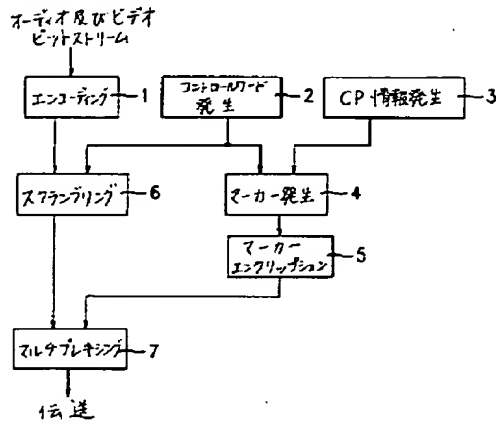 オーディオ及びビデオ
ビットストリーム
エンコーディング
1
コントロールワード
発生
2
CP情報発生
3
スクランブリング
6
マーカー発生
4
マーカー
エンクリップション
5
マルチプレキシング
7
伝送